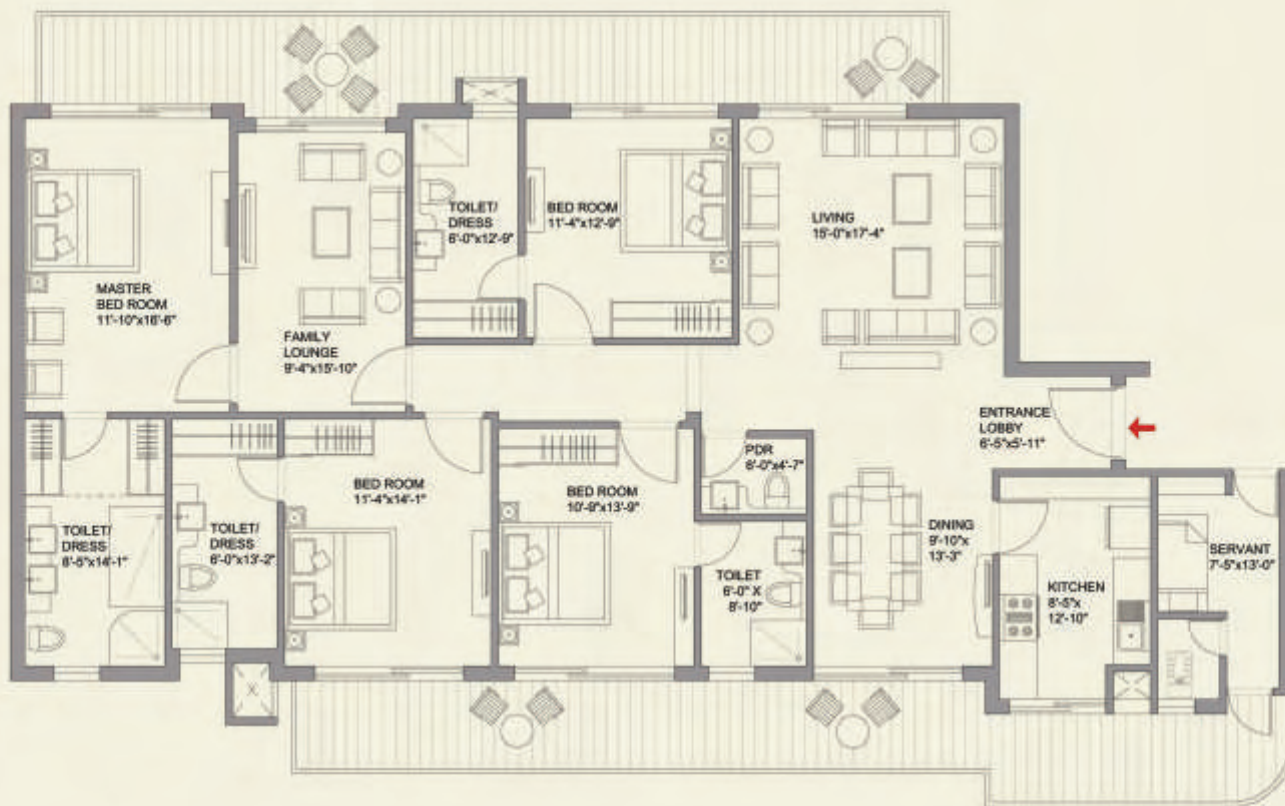 TOILET/
DRESS
6'-0"x12'-9"
BED ROOM
11'-4"x12'-9"
LIVING
15'-0"x17'-4"
MASTER
BED ROOM
11'-10"x16'-6"
FAMILY
LOUNGE
9'-4"x15'-10"
ENTRANCE
LOBBY
6'-5"x5'-11"
PDR
6'-0"x4'-7"
BED ROOM
11'-4"x14'-1"
BED ROOM
10'-9"x13'-9"
TOILET/
DRESS
8'-5"x14'-1"
TOILET/
DRESS
6'-0"x13'-2"
DINING
9'-10"x
13'-3"
TOILET
6'-0" X
8'-10"
KITCHEN
8'-5"x
12'-10"
SERVANT
7'-5"x13'-0"